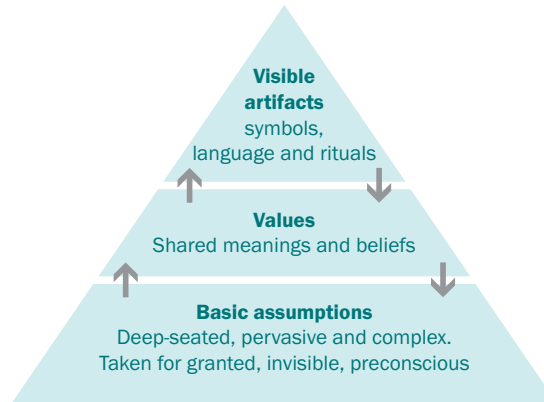 Visible
artifacts
symbols,
language and rituals
Values
Shared meanings and beliefs
Basic assumptions
Deep-seated, pervasive and complex.
Taken for granted, invisible, preconscious